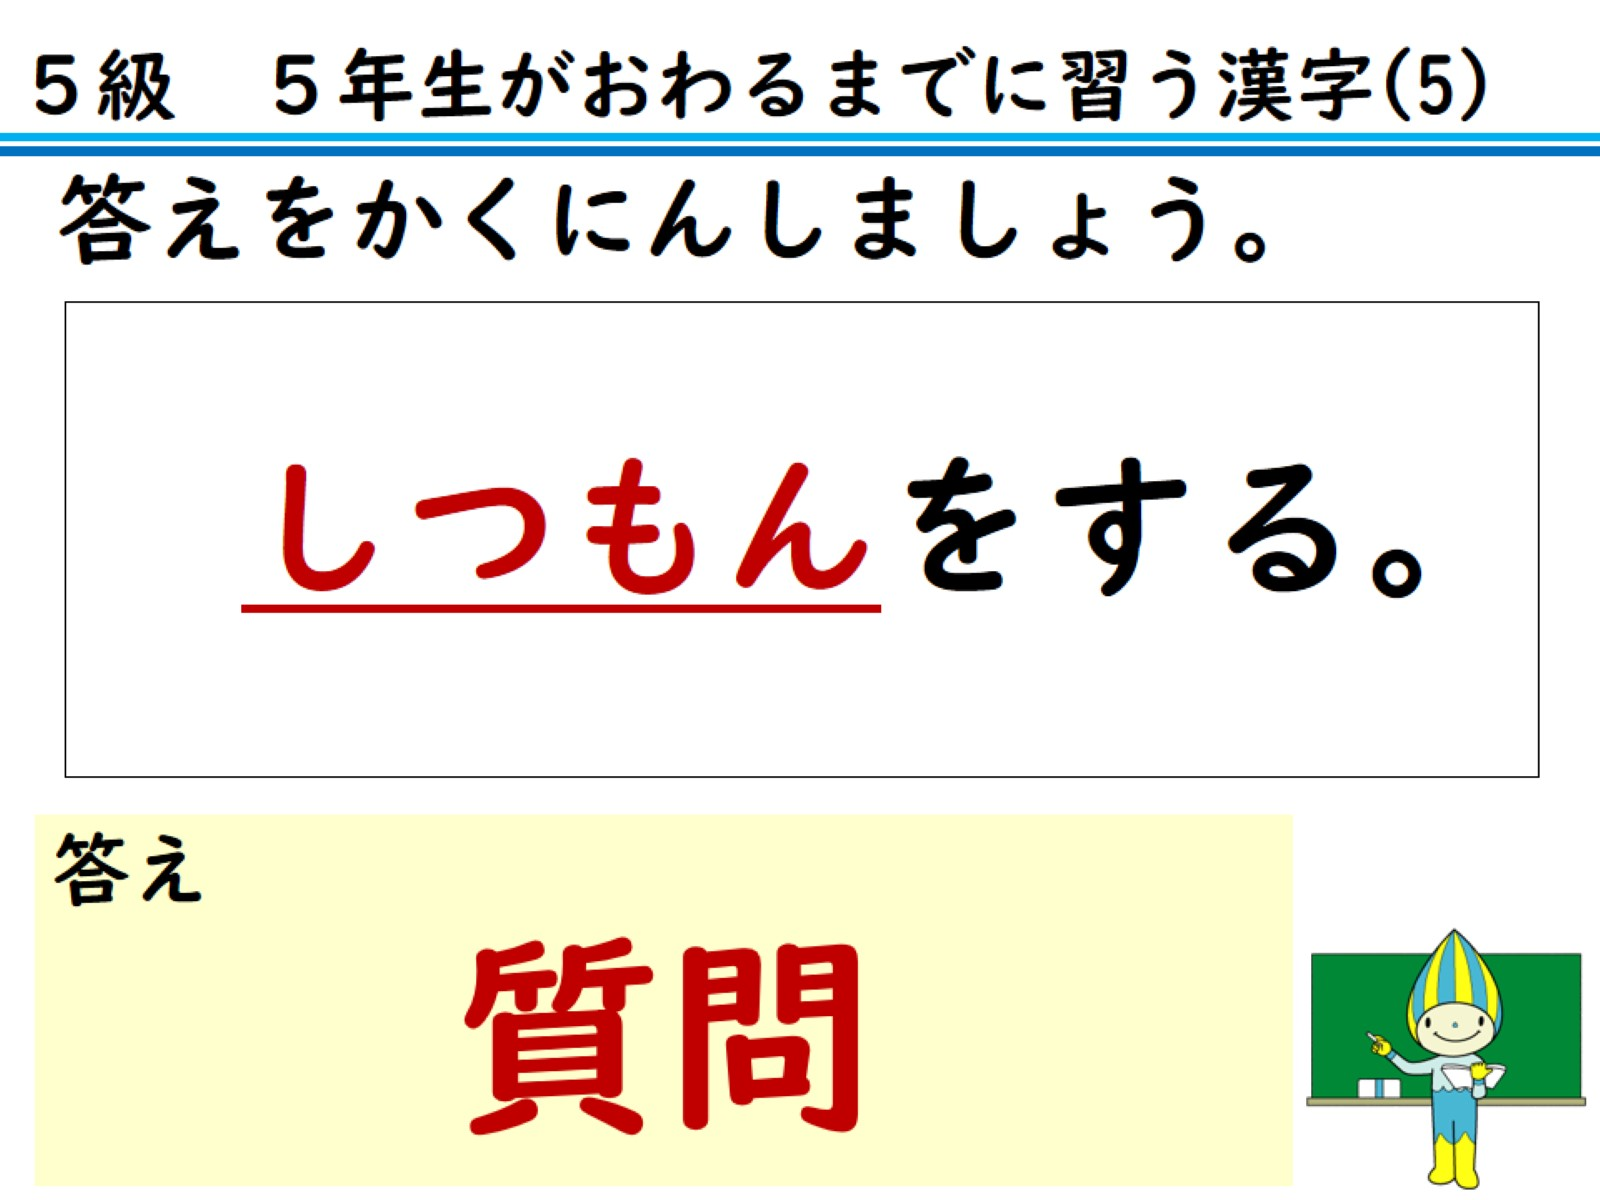 ５級　５年生がおわるまでに習う漢字(5)
答えをかくにんしましょう。
しつもんをする。
答え
質問